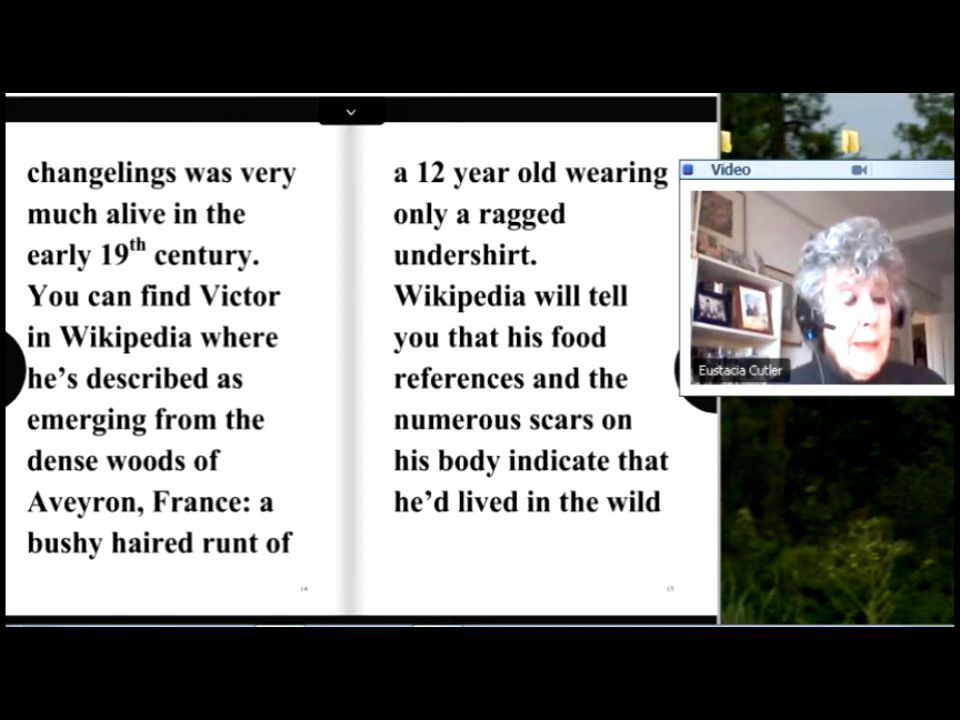 changelings was very
much alive in the
early 19th century.
You can find Victor
in Wikipedia where
he's described as
emerging from the
dense woods of
Aveyron, France: a
bushy haired runt of
14
a 12 year old wearing
only a ragged
undershirt.
Wikipedia will tell
you that his food
references and the
numerous scars on
his body indicate that
he'd lived in the wild
15
Video
Eustacia Cutler